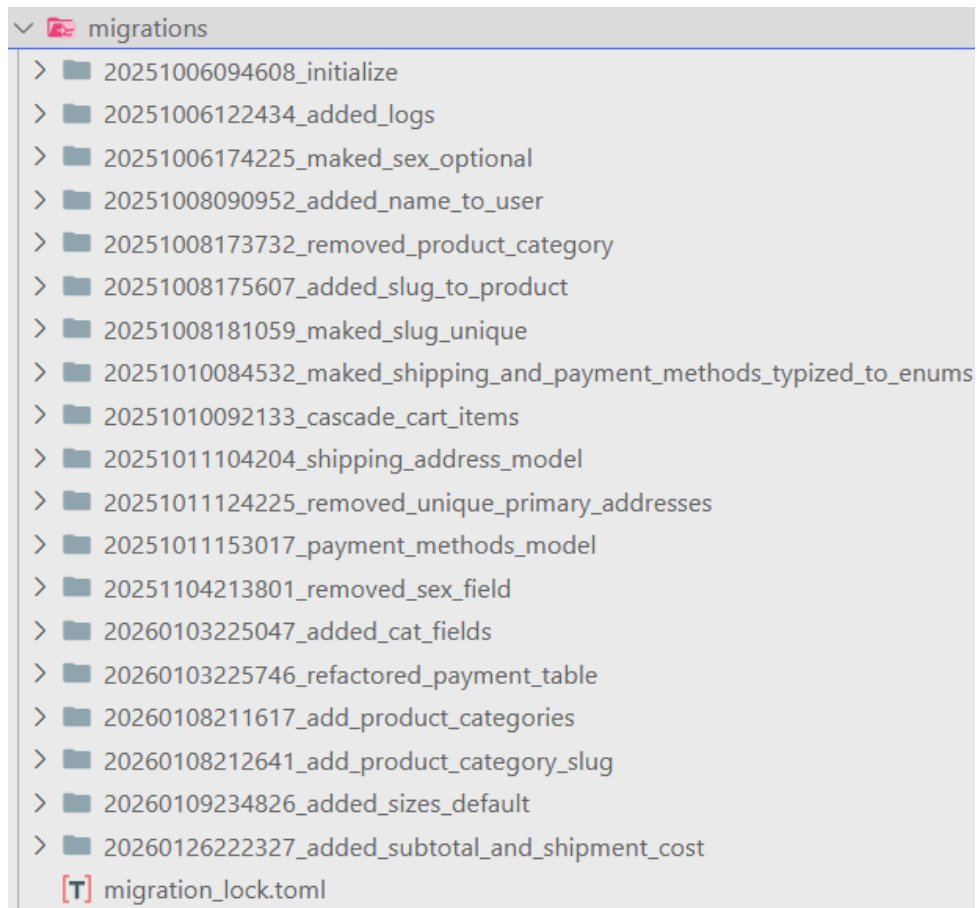 migrations
20251006094608_initialize
20251006122434_added_logs
20251006174225_maked_sex_optional
20251008090952_added_name_to_user
20251008173732_removed_product_category
20251008175607_added_slug_to_product
20251008181059_maked_slug_unique
20251010084532_maked_shipping_and_payment_methods_typized_to_enums
20251010092133_cascade_cart_items
20251011104204_shipping_address_model
20251011124225_removed_unique_primary_addresses
20251011153017_payment_methods_model
20251104213801_removed_sex_field
20260103225047_added_cat_fields
20260103225746_refactored_payment_table
20260108211617_add_product_categories
20260108212641_add_product_category_slug
20260109234826_added_sizes_default
20260126222327_added_subtotal_and_shipment_cost
[T] migration_lock.toml